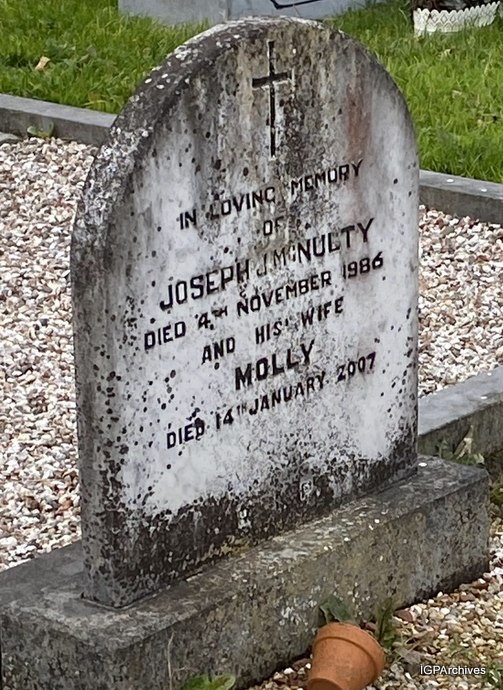 IN LOVING MEMORY
OF
JOSEPH J. McNULTY
DIED 4TH NOVEMBER 1986
AND HIS WIFE
MOLLY
DIED 14TH JANUARY 2007
IGPArchives